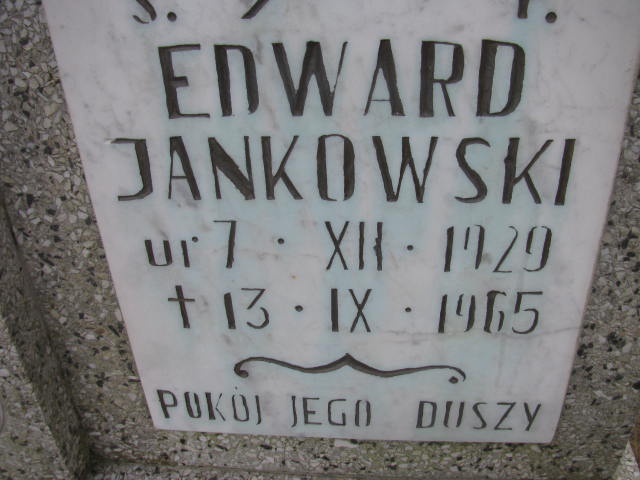 EDWARD
JANKOWSKI
ur 7 · XII · 1929
† 13 · IX · 1965
POKÓJ JEGO DUSZY